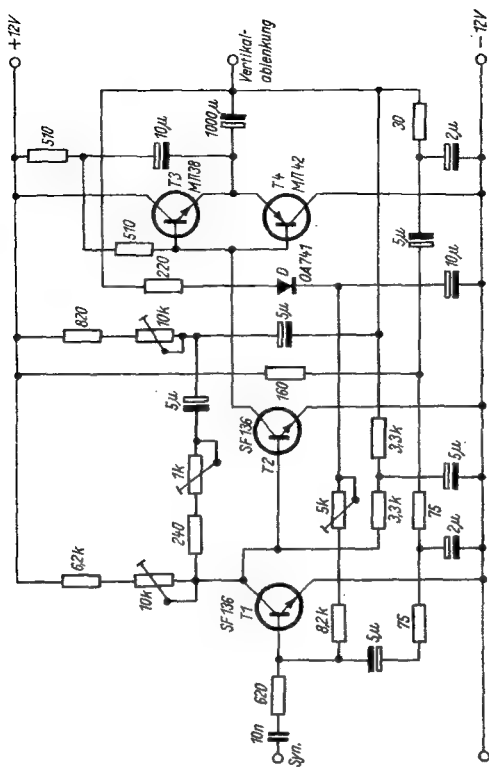 +12V
510
6,2k
820
10k
10k
10µ
510
220
240
1k
5µ
T3
МП38
SF136
T1
SF136
T2
1000µ
Vertikal-
ablenkung
10n
620
160
5µ
D
OA741
T4
МП42
Syn.
8,2k
5k
5µ
3,3k
3,3k
75
75
5µ
30
2µ
5µ
10µ
2µ
-12V